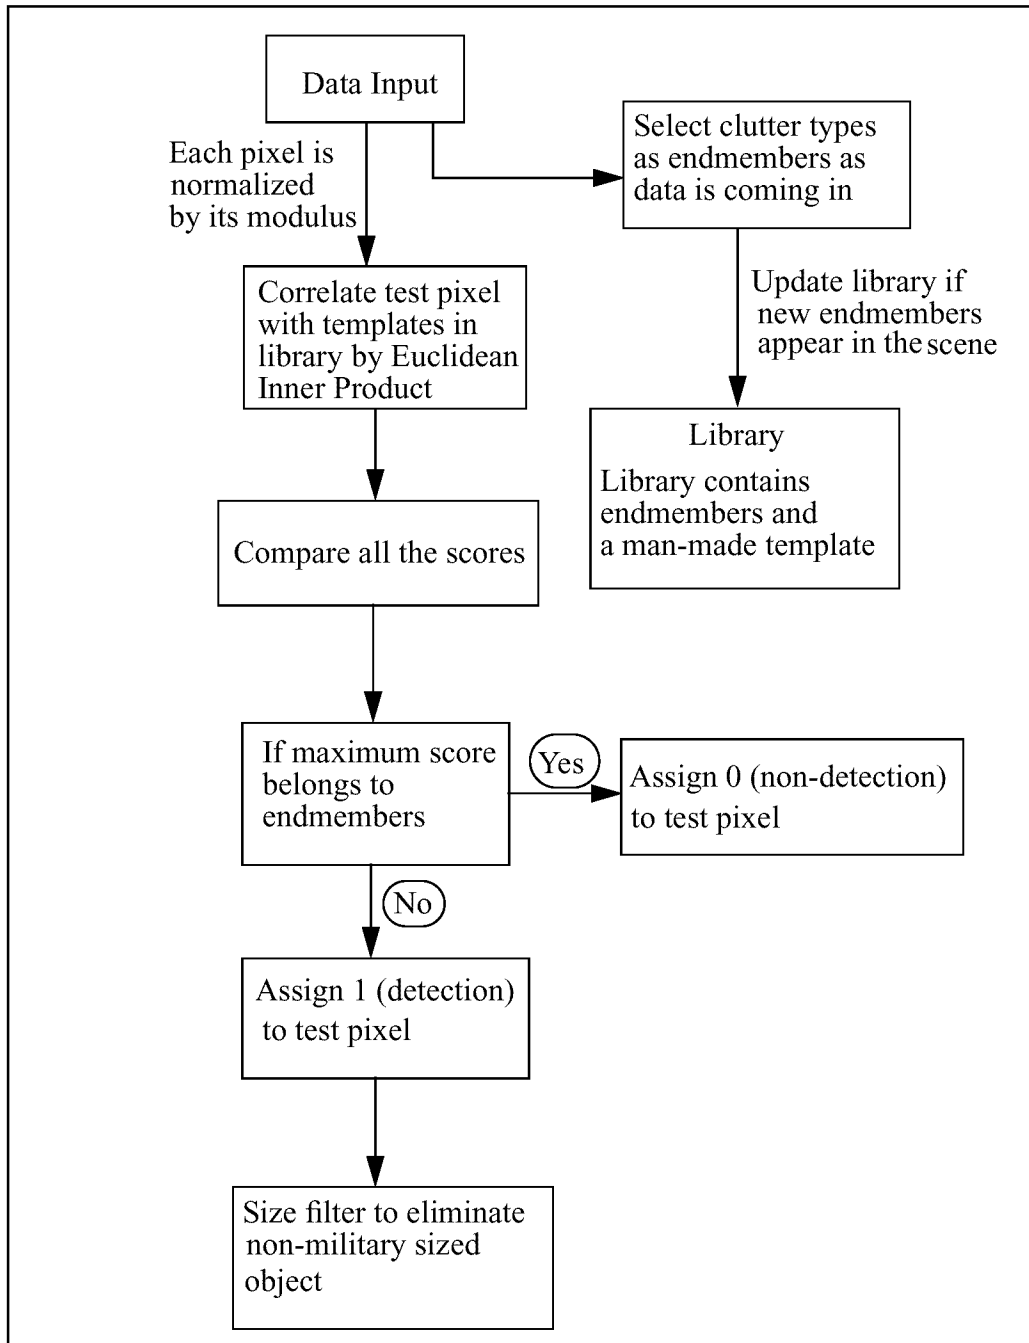 Data Input
Each pixel is
normalized
by its modulus
Select clutter types
as endmembers as
data is coming in
Correlate test pixel
with templates in
library by Euclidean
Inner Product
Update library if
new endmembers
appear in the scene
Library
Library contains
endmembers and
a man-made template
Compare all the scores
If maximum score
belongs to
endmembers
Yes
Assign 0 (non-detection)
to test pixel
No
Assign 1 (detection)
to test pixel
Size filter to eliminate
non-military sized
object